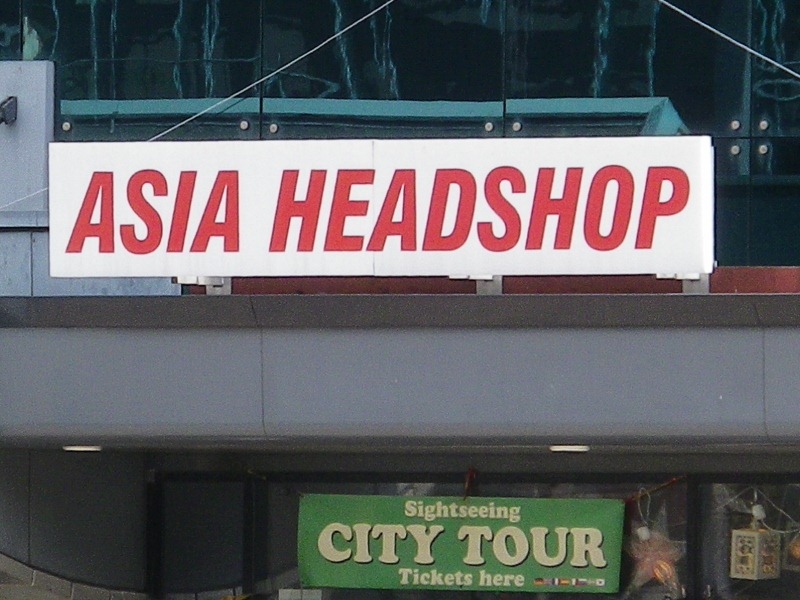 ASIA HEADSHOP
Sightseeing
CITY TOUR
Tickets here